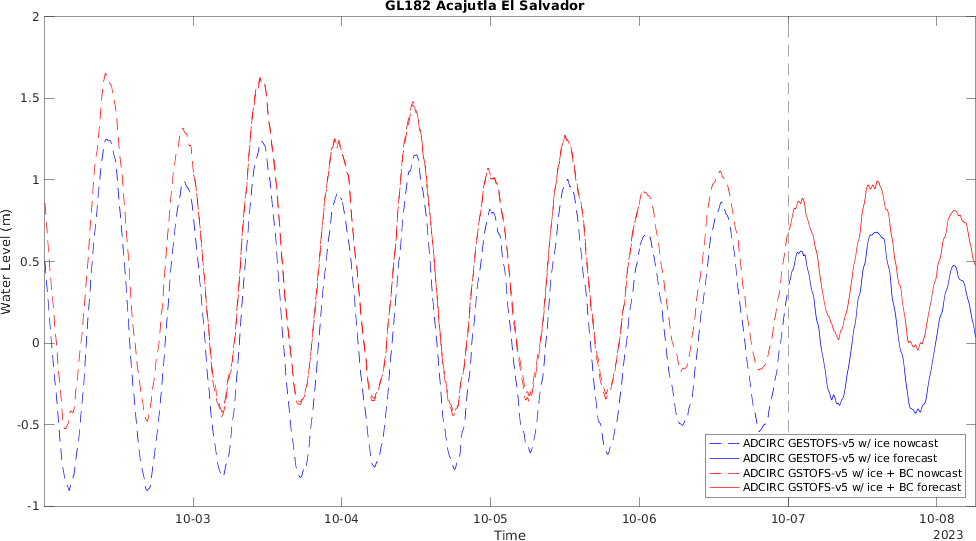 GL182 Acajutla El Salvador
2
1.5
1
0.5
0
-0.5
-1
Water Level (m)
10-03
10-04
10-05
10-06
10-07
10-08
Time
2023
ADCIRC GESTOFS-v5 w/ ice nowcast
ADCIRC GESTOFS-v5 w/ ice forecast
ADCIRC GSTOFS-v5 w/ ice + BC nowcast
ADCIRC GSTOFS-v5 w/ ice + BC forecast